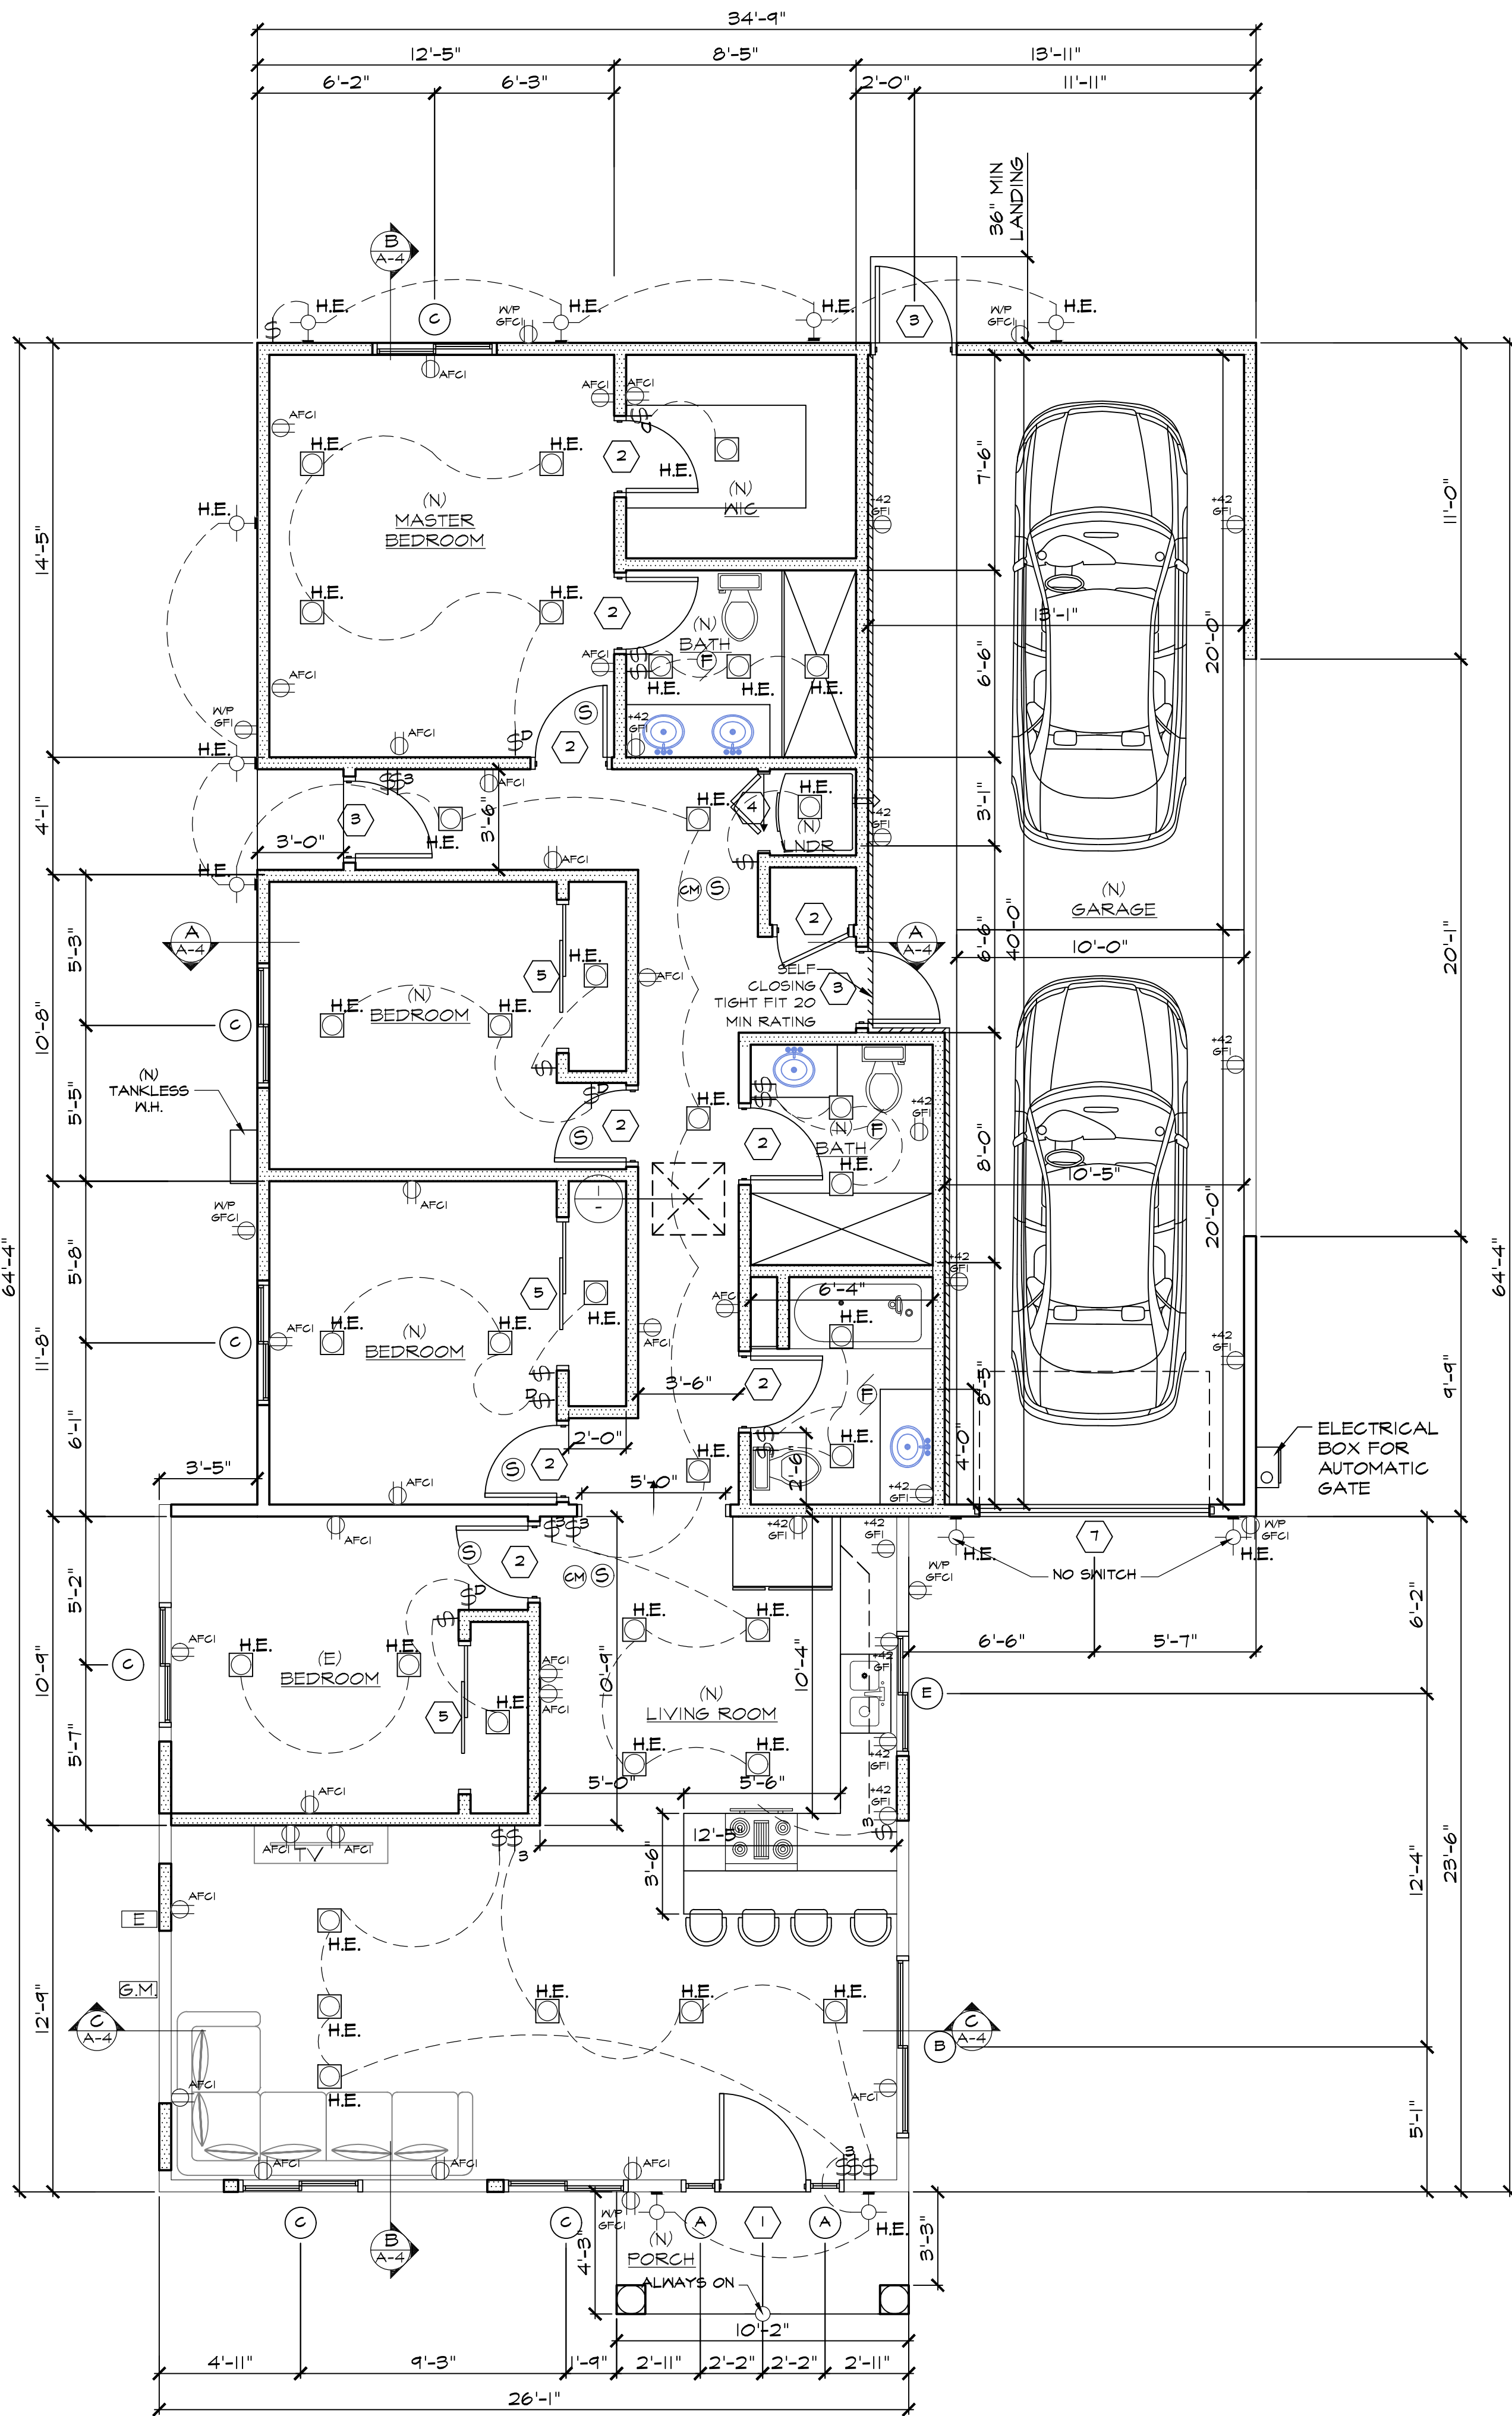 34'-9"
12'-5"
8'-5"
13'-11"
6'-2"
6'-3"
2'-0"
11'-11"
36" MIN
LANDING
B
A-4
C
H.E.
H.E.
H.E.
H.E.
W/P
GFCI
W/P
GFCI
3
$
AFCI
AFCI
AFCI
AFCI
H.E.
H.E.
2
H.E.
(N)
WIC
(N)
MASTER
BEDROOM
H.E.
+42
GFI
+42
GFI
7'-6"
11'-0"
14'-5"
H.E.
H.E.
2
(N)
BATH
F
H.E.
H.E.
H.E.
AFCI
AFCI
13'-1"
20'-0"
6'-6"
W/P
GFI
H.E.
AFCI
$D
S
2
+42
GFI
4'-1"
3'-0"
3
$$3
AFCI
3'-6"
H.E.
H.E.
4
H.E.
(N)
LNDR
$
+42
GFI
3'-1"
H.E.
AFCI
CM
S
2
(N)
GARAGE
40'-0"
6'-6"
10'-0"
A
A-4
A
A-4
5'-3"
10'-8"
C
H.E.
(N)
BEDROOM
H.E.
5
H.E.
AFCI
SELF
CLOSING
TIGHT FIT 20
MIN RATING
3
20'-1"
(N)
TANKLESS
W.H.
5'-5"
$
$D
S
2
H.E.
$$
2
(N)
BATH
F
H.E.
+42
GFI
+42
GFI
8'-0"
10'-5"
20'-0"
W/P
GFCI
AFCI
1
-
64'-4"
64'-4"
5'-8"
11'-8"
C
AFCI
H.E.
(N)
BEDROOM
H.E.
5
H.E.
AFCI
AFC
6'-4"
H.E.
+42
GFI
+42
GFI
6'-1"
$
D
$
2'-0"
S
2
3'-6"
2
F
$$
H.E.
2'-6"
8'-5"
4'-0"
+42
GFI
9'-9"
ELECTRICAL
BOX FOR
AUTOMATIC
GATE
3'-5"
AFCI
5'-0"
H.E.
AFCI
S
2
$3
$3
CM
S
+42
GFI
+42
GFI
H.E.
7
H.E.
W/P
GFCI
W/P
GFCI
NO SWITCH
5'-2"
10'-9"
C
AFCI
H.E.
(E)
BEDROOM
H.E.
$D
$
5
H.E.
AFCI
AFCI
10'-9"
H.E.
H.E.
(N)
LIVING ROOM
10'-4"
+42
GFI
E
6'-6"
5'-7"
6'-2"
5'-7"
H.E.
H.E.
+42
GFI
+42
GFI
3
$
AFCI
5'-0"
5'-6"
12'-5"
3'-6"
AFCI
AFCI
TV
$$
3
AFCI
E
H.E.
G.M.
12'-9"
C
A-4
H.E.
H.E.
H.E.
H.E.
C
A-4
B
12'-4"
23'-6"
AFCI
H.E.
AFCI
5'-1"
AFCI
AFCI
AFCI
3
$$$
C
C
W/P
GFCI
4'-3"
A
1
A
H.E.
3'-3"
B
A-4
(N)
PORCH
ALWAYS ON
10'-2"
4'-11"
9'-3"
1'-9"
2'-11"
2'-2"
2'-2"
2'-11"
26'-1"